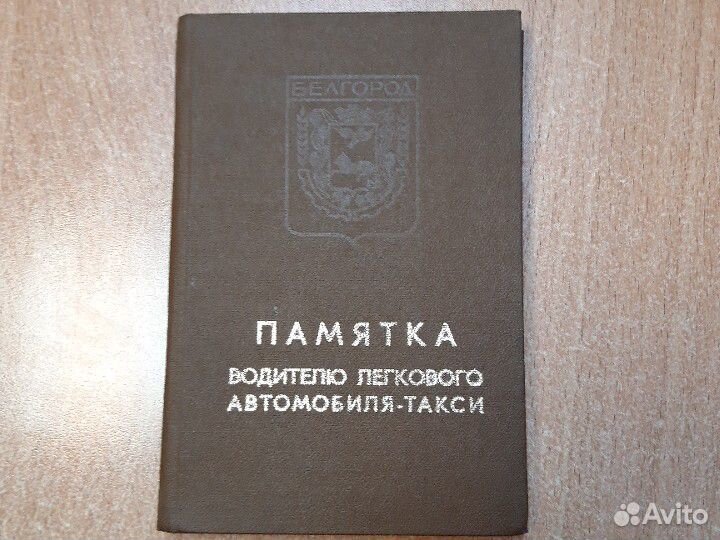 БЕЛГОРОД
ПАМЯТКА
ВОДИТЕЛЮ ЛЕГКОВОГО
АВТОМОБИЛЯ-ТАКСИ
Avito